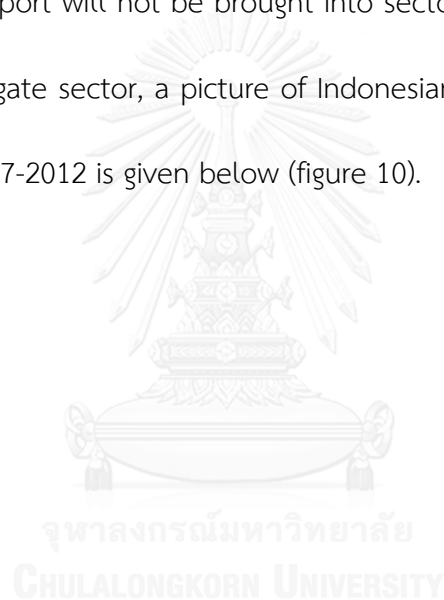 port will not be brought into secto
gate sector, a picture of Indonesian
7-2012 is given below (figure 10).
จุฬาลงกรณ์มหาวิทยาลัย
CHULALONGKORN UNIVERSITY